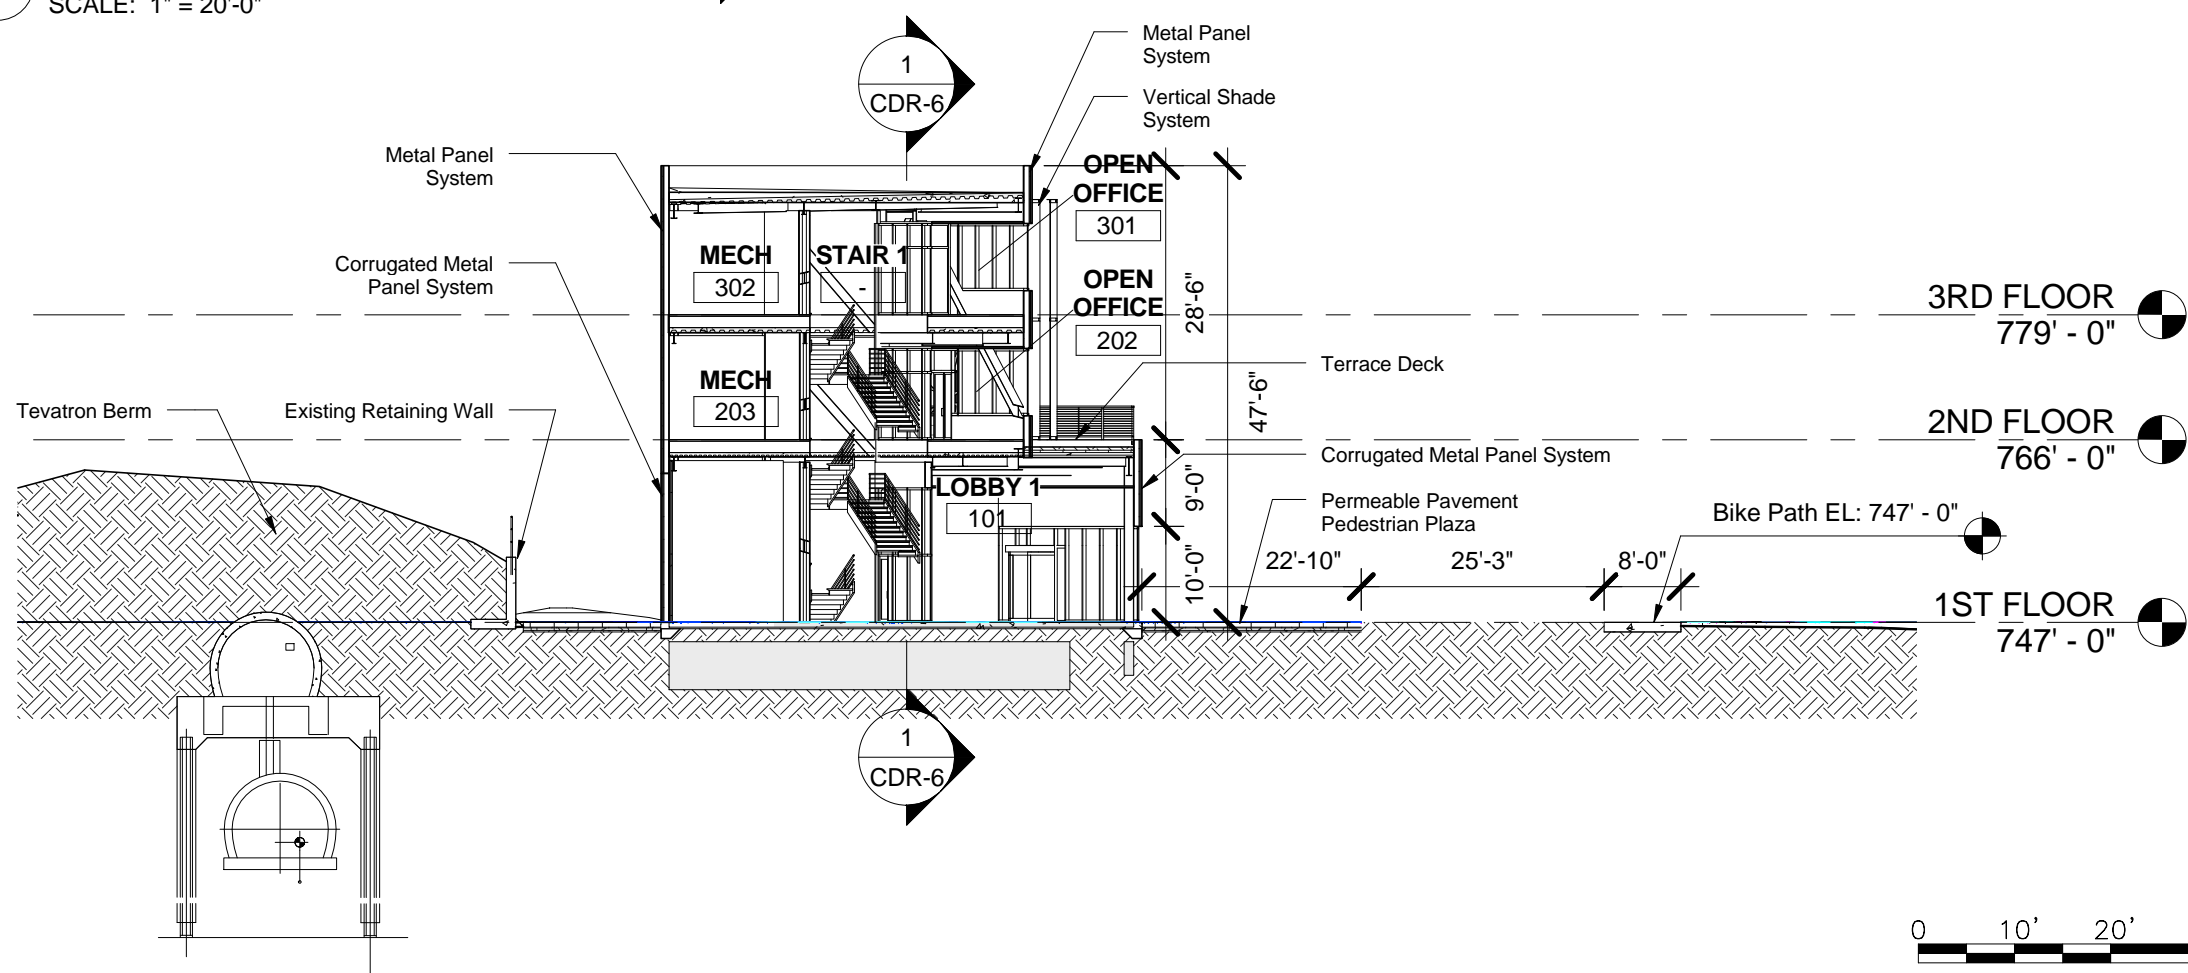 SCALE: 1" = 20'-0"
1
CDR-6
Metal Panel
System
Vertical Shade
System
Metal Panel
System
Corrugated Metal
Panel System
OPEN
OFFICE
301
MECH
302
STAIR 1
-
OPEN
OFFICE
202
28'-6"
47'-6"
3RD FLOOR
779' - 0"
Terrace Deck
MECH
203
Tevatron Berm
Existing Retaining Wall
2ND FLOOR
766' - 0"
Corrugated Metal Panel System
LOBBY 1
101
9'-0"
Permeable Pavement
Pedestrian Plaza
Bike Path EL: 747' - 0"
10'-0"
22'-10"
25'-3"
8'-0"
1ST FLOOR
747' - 0"
1
CDR-6
0 10' 20'